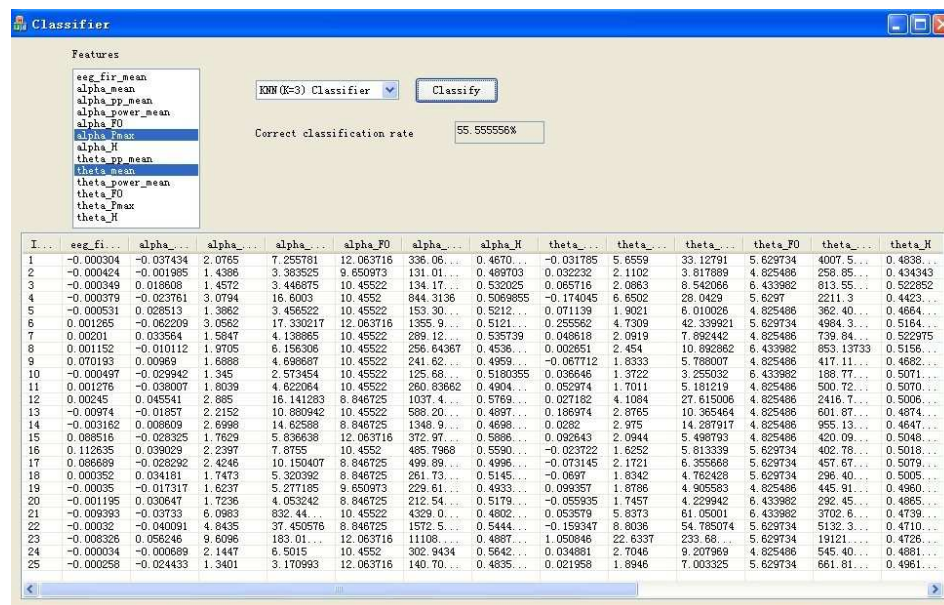 Classifier
Features
eeg_fir_mean
alpha_mean
alpha_pp_mean
alpha_power_mean
alpha_F0
alpha_Pmax
alpha_H
theta_pp_mean
theta_mean
theta_power_mean
theta_F0
theta_Pmax
theta_H
KNN(K=3) Classifier
Classify
Correct classification rate 55.555556%
I... eeg_fi... alpha_... alpha_... alpha_... alpha_F0 alpha_... alpha_H theta_... theta_... theta_... theta_F0 theta_... theta_H
1 -0.000304 -0.037434 2.0765 7.255781 12.063716 336.06... 0.4670... -0.031785 5.6559 33.12791 5.629734 4007.5... 0.4838...
2 -0.000424 -0.001985 1.4386 3.383525 9.650973 131.01... 0.489703 0.032232 2.1102 3.817889 4.825486 258.85... 0.434343
3 -0.000349 0.018608 1.4572 3.446875 10.45522 134.17... 0.532025 0.065716 2.0863 8.542066 6.433982 813.55... 0.522852
4 -0.000379 -0.023761 3.0794 16.6003 10.4552 844.3136 0.5069855 -0.174045 6.6502 28.0429 5.6297 2211.3 0.4423...
5 -0.000531 0.028513 1.3862 3.456522 10.45522 153.30... 0.5212... 0.071139 1.9021 6.010026 4.825486 362.40... 0.4664...
6 0.001265 -0.062209 3.0562 17.330217 12.063716 1355.9... 0.5121... 0.255562 4.7309 42.339921 5.629734 4984.3... 0.5164...
7 0.00201 0.033564 1.5847 4.138865 10.45522 289.12... 0.535739 0.048618 2.0919 7.892442 4.825486 739.84... 0.522975
8 0.001152 -0.010112 1.9705 6.156306 10.45522 256.64367 0.4536... 0.002651 2.454 10.892862 6.433982 853.13733 0.5156...
9 0.070193 0.00969 1.6888 4.698687 10.45522 241.62... 0.4959... -0.067712 1.8333 5.788007 4.825486 417.11... 0.4682...
10 -0.000497 -0.029942 1.345 2.573454 10.45522 125.68... 0.5180355 0.036646 1.3722 3.255032 6.433982 188.77... 0.5071...
11 0.001276 -0.038007 1.8039 4.622064 10.45522 260.83662 0.4904... 0.052974 1.7011 5.181219 4.825486 500.72... 0.5070...
12 0.00245 0.045541 2.885 16.141283 8.846725 1037.4... 0.5769... 0.027182 4.1084 27.615006 4.825486 2416.7... 0.5006...
13 -0.00974 -0.01857 2.2152 10.880942 10.45522 588.20... 0.4897... 0.186974 2.8765 10.365464 4.825486 601.87... 0.4874...
14 -0.003162 0.008609 2.6998 14.62588 8.846725 1348.9... 0.4698... 0.0282 2.975 14.287917 4.825486 955.13... 0.4647...
15 0.088516 -0.028325 1.7629 5.836638 12.063716 372.97... 0.5886... 0.092643 2.0944 5.498793 4.825486 420.09... 0.5048...
16 0.112635 0.039029 2.2397 7.8755 10.4552 485.7968 0.5590... -0.023722 1.6252 5.813339 5.629734 402.78... 0.5018...
17 0.086689 -0.028292 2.4246 10.150407 8.846725 499.89... 0.4996... -0.073145 2.1721 6.355668 5.629734 457.67... 0.5079...
18 0.000352 0.034181 1.7473 5.320392 8.846725 261.73... 0.5145... -0.0697 1.8342 4.762428 5.629734 296.40... 0.5005...
19 -0.00035 -0.017317 1.6237 5.277185 9.650973 229.61... 0.4933... 0.099357 1.8786 4.905583 4.825486 445.91... 0.4960...
20 -0.001195 0.030647 1.7236 4.053242 8.846725 212.54... 0.5179... -0.055935 1.7457 4.229942 6.433982 292.45... 0.4865...
21 -0.009393 -0.03733 6.0983 832.44... 10.45522 4329.0... 0.4802... 0.053579 5.8373 61.05001 6.433982 3702.6... 0.4739...
22 -0.00032 -0.040091 4.8435 37.450576 8.846725 1572.5... 0.5444... -0.159347 8.8036 54.785074 5.629734 5132.3... 0.4710...
23 -0.008326 0.056246 9.6096 183.01... 12.063716 11108.... 0.4887... 1.050846 22.6337 233.68... 5.629734 19121.... 0.4726...
24 -0.000034 -0.000689 2.1447 6.5015 10.4552 302.9434 0.5642... 0.034881 2.7046 9.207969 4.825486 545.40... 0.4881...
25 -0.000258 -0.024433 1.3401 3.170993 12.063716 140.70... 0.4835... 0.021958 1.8946 7.003325 5.629734 661.81... 0.4961...